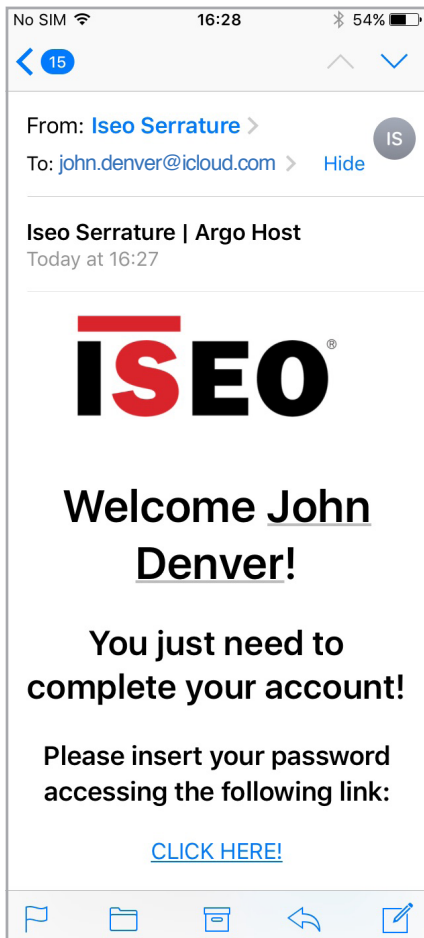 No SIM 16:28 54%
15
From: Iseo Serrature
IS
To: john.denver@icloud.com Hide
Iseo Serrature | Argo Host
Today at 16:27
ISEO®
Welcome John
Denver!
You just need to
complete your account!
Please insert your password
accessing the following link:
CLICK HERE!